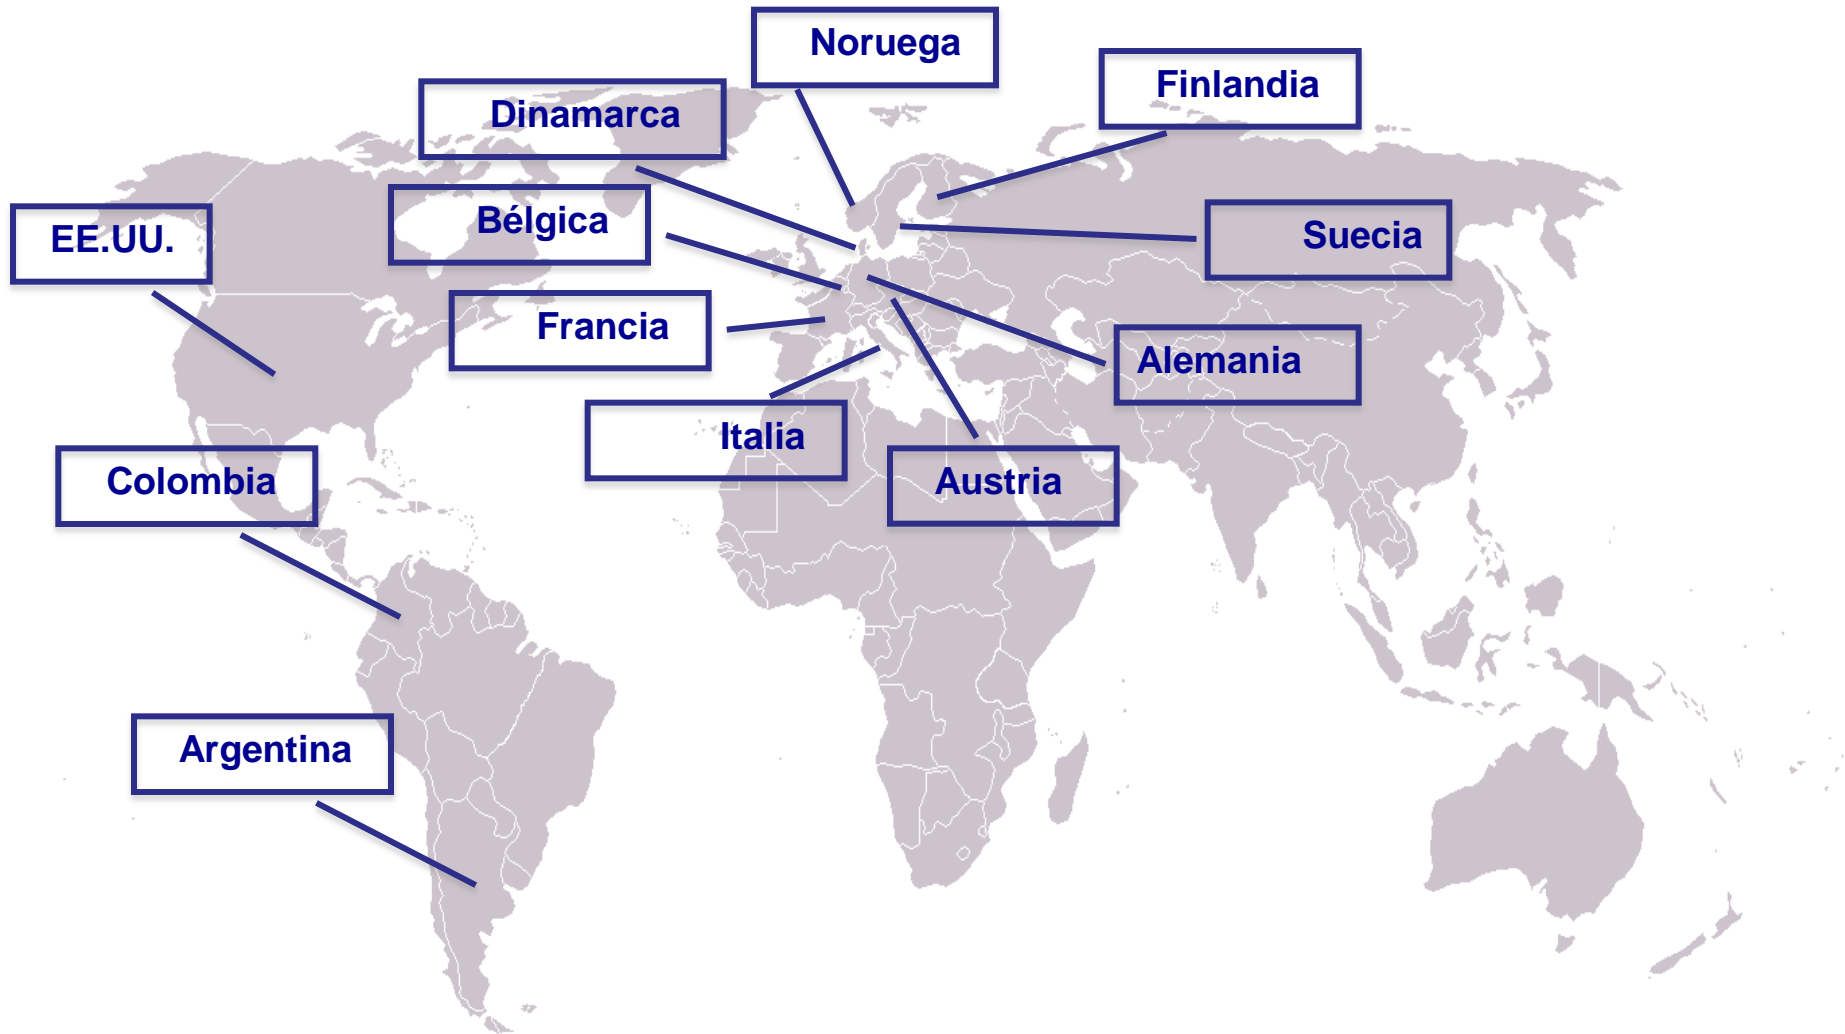 Noruega
Finlandia
Dinamarca
Bélgica
EE.UU.
Suecia
Francia
Alemania
Italia
Colombia
Austria
Argentina